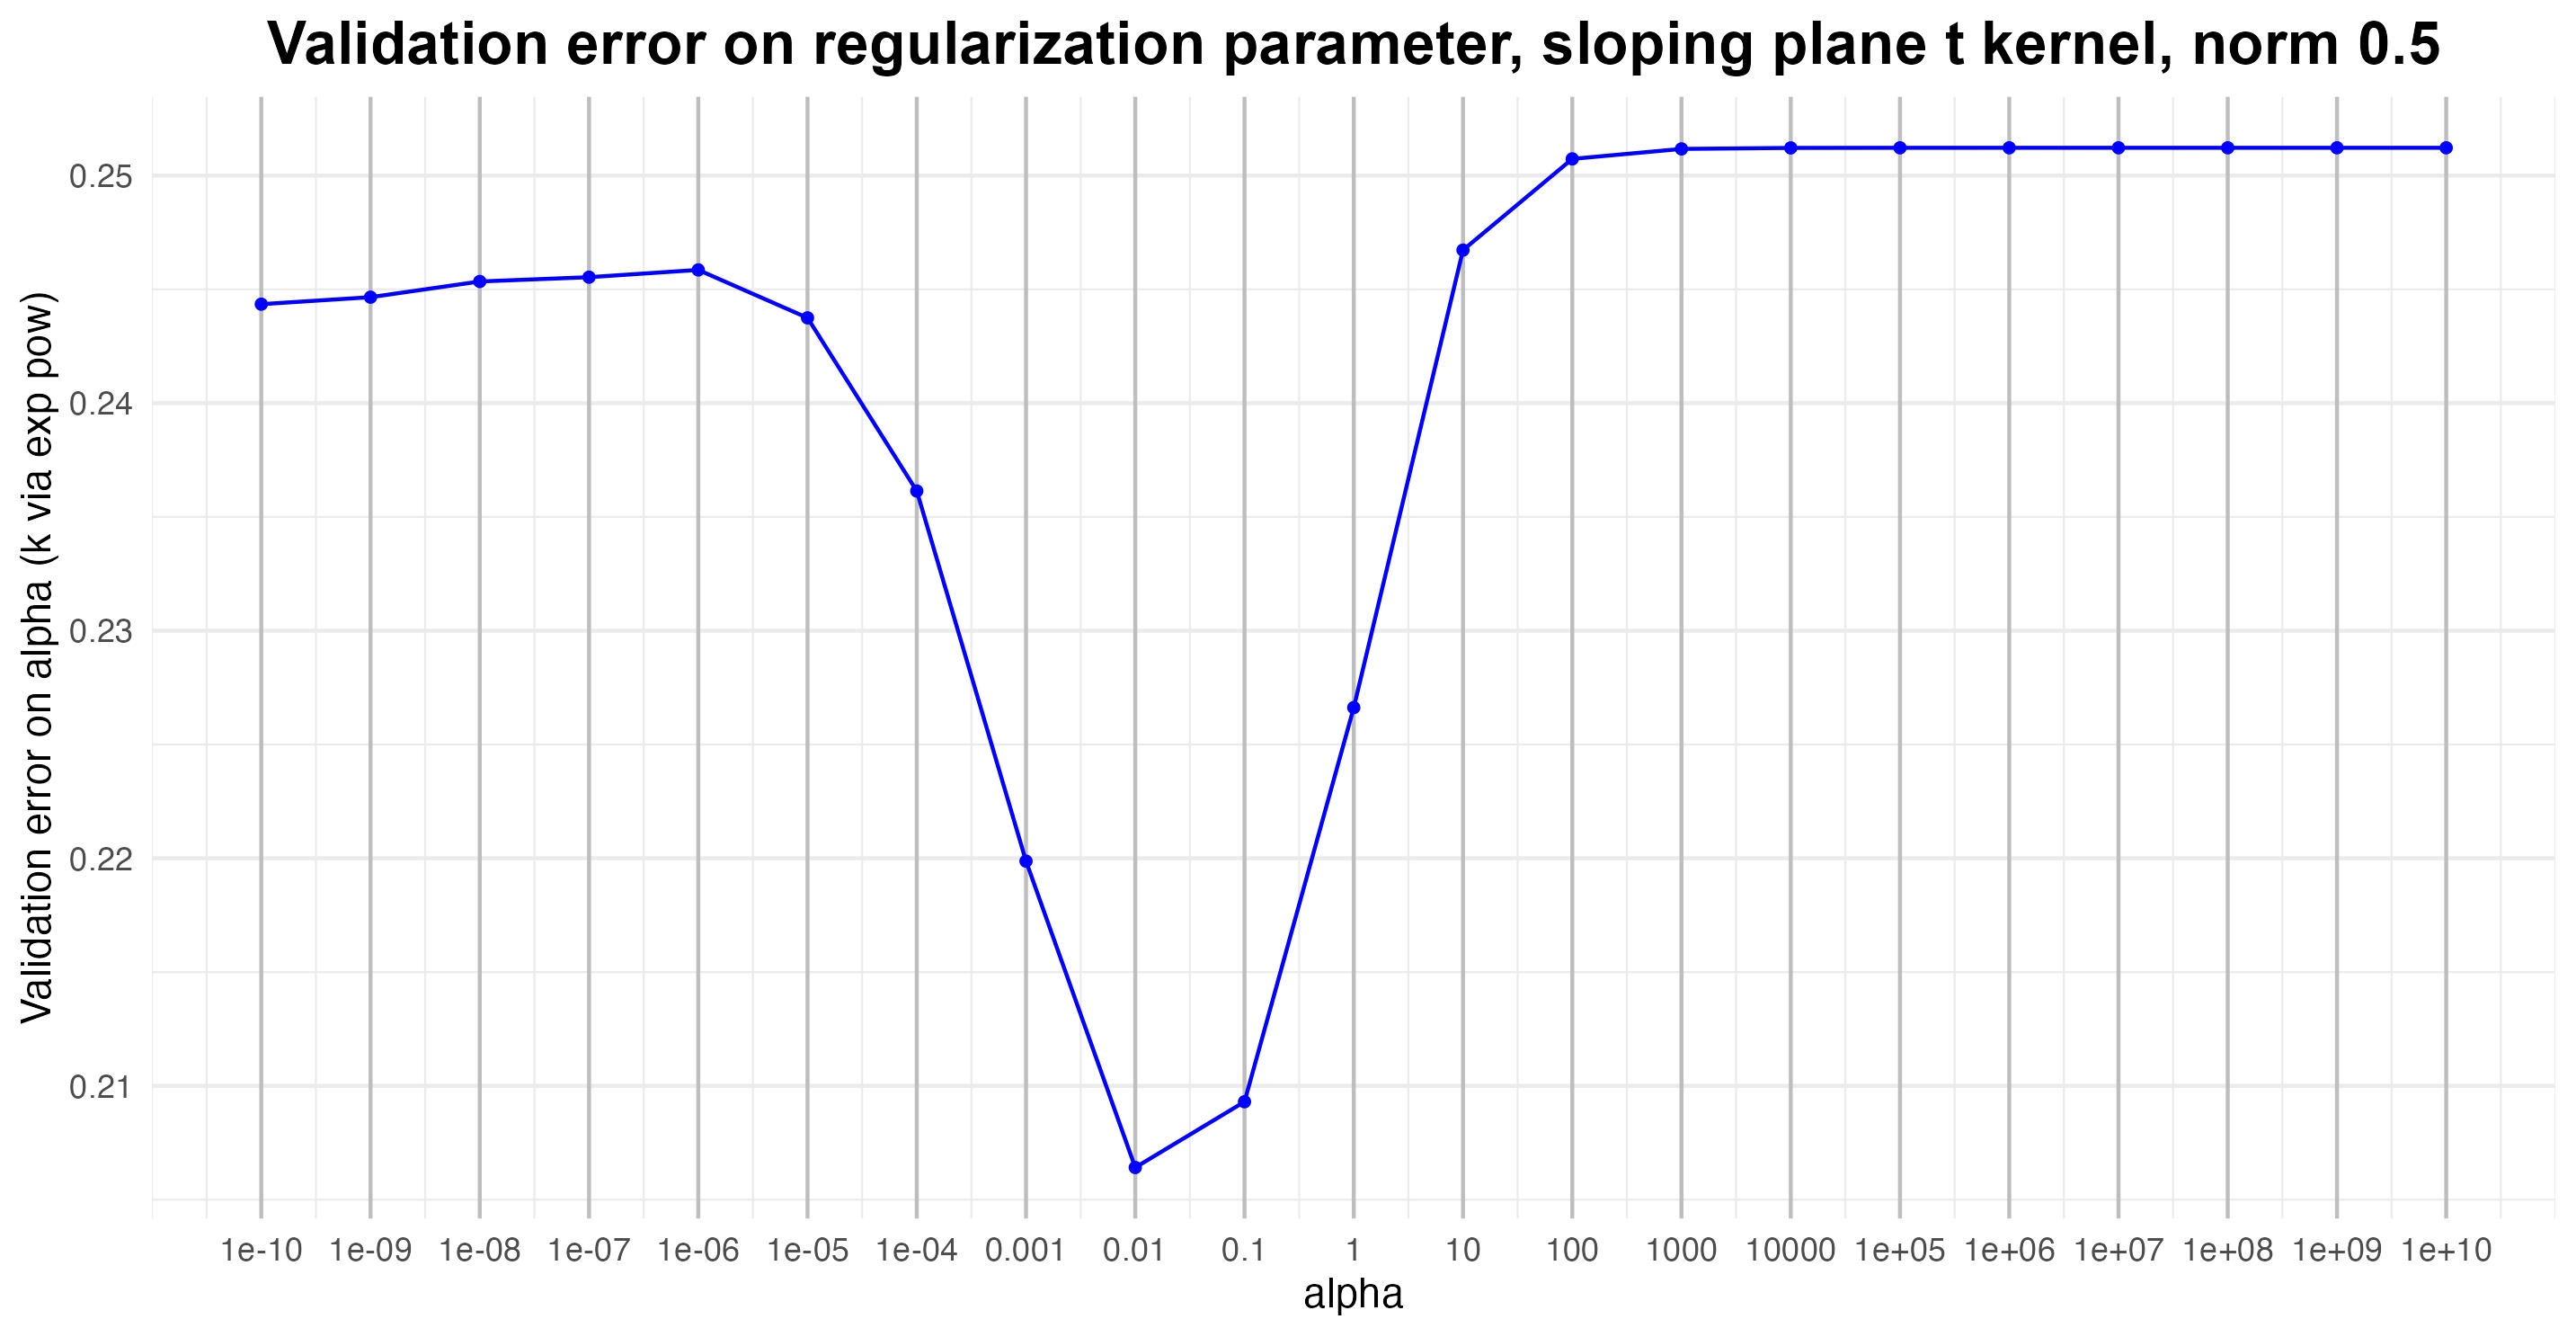 Validation error on regularization parameter, sloping plane t kernel, norm 0.5
Validation error on alpha (k via exp pow)
0.25
0.24
0.23
0.22
0.21
1e-10 1e-09 1e-08 1e-07 1e-06 1e-05 1e-04 0.001 0.01 0.1 1 10 100 1000 10000 1e+05 1e+06 1e+07 1e+08 1e+09 1e+10
alpha